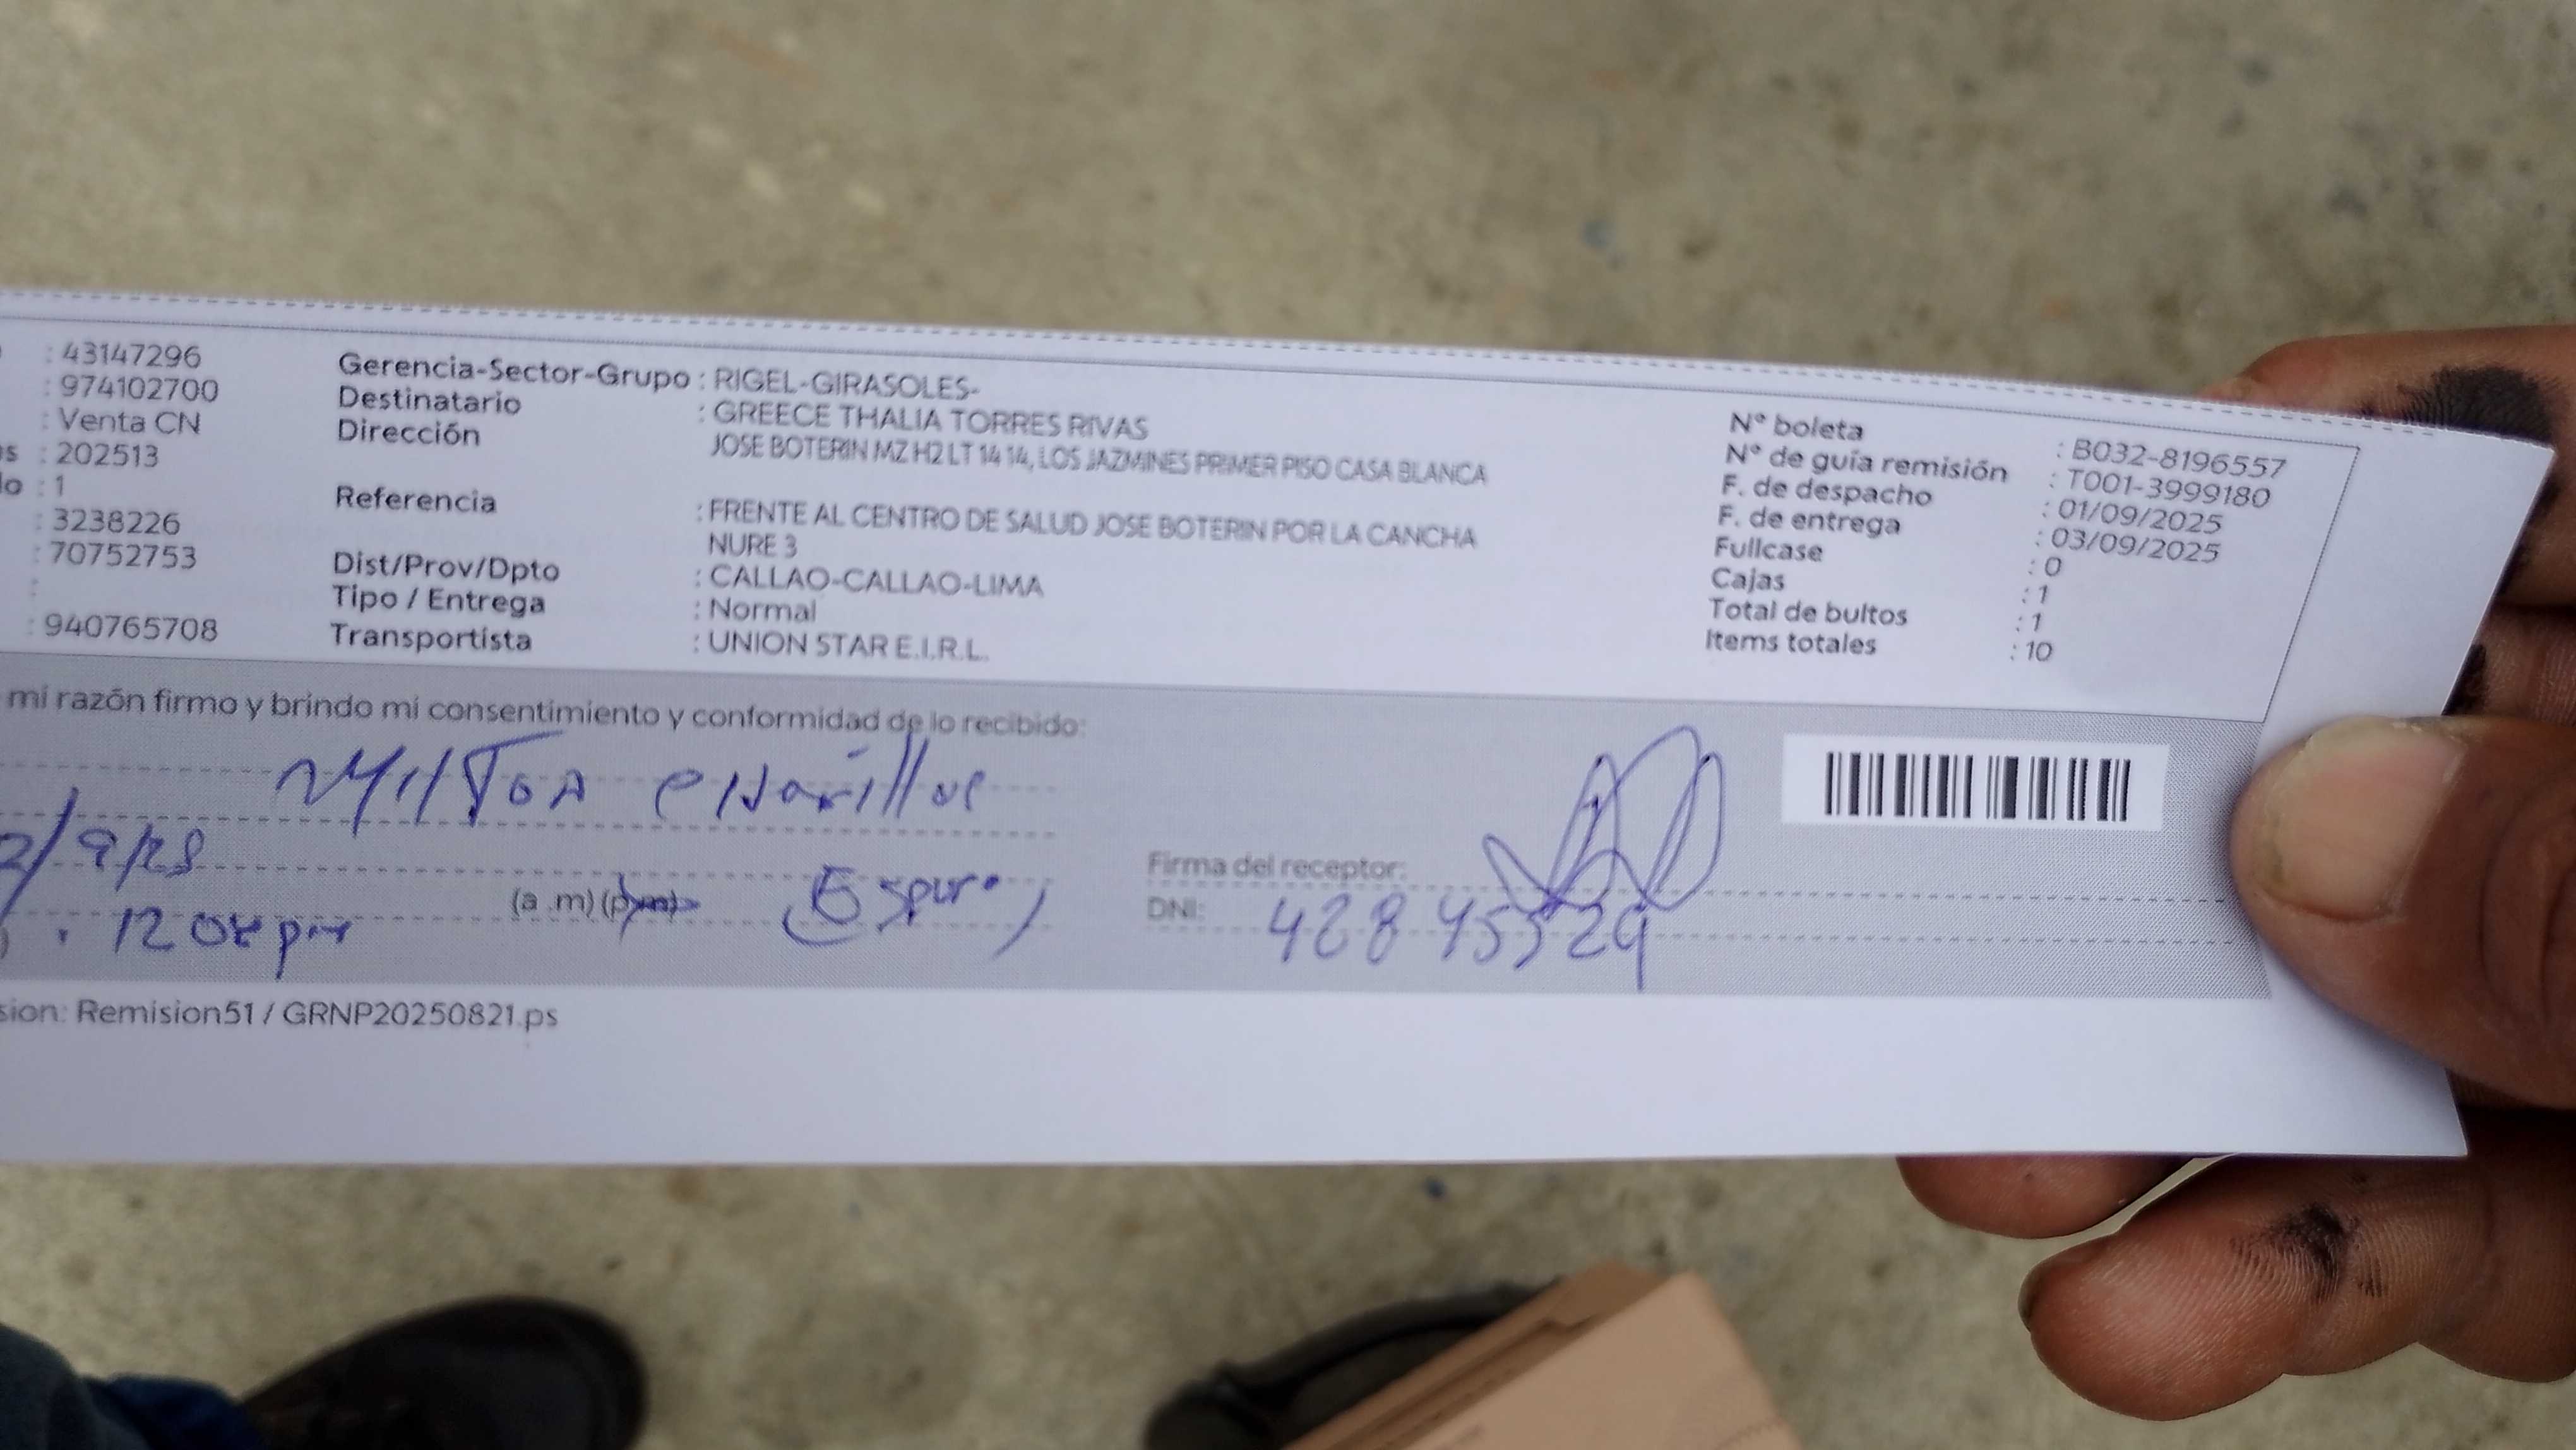 : 43147296
: 974102700
: Venta CN
s : 202513
lo : 1
: 3238226
: 70752753
:
: 940765708
Gerencia-Sector-Grupo : RIGEL-GIRASOLES-
Destinatario : GREECE THALIA TORRES RIVAS
Dirección JOSE BOTERIN MZ H2 LT 14 14, LOS JAZMINES PRIMER PISO CASA BLANCA
Referencia : FRENTE AL CENTRO DE SALUD JOSE BOTERIN POR LA CANCHA
NURE 3
Dist/Prov/Dpto : CALLAO-CALLAO-LIMA
Tipo / Entrega : Normal
Transportista : UNION STAR E.I.R.L.
Nº boleta : B032-8196557
Nº de guía remisión : T001-3999180
F. de despacho : 01/09/2025
F. de entrega : 03/09/2025
Fullcase : 0
Cajas : 1
Total de bultos : 1
Items totales : 10
mi razón firmo y brindo mi consentimiento y conformidad de lo recibido:
Milton
(a .m) (p.m) (Esposo)
Firma del receptor:
DNI: 42845529
sion: Remision51 / GRNP20250821.ps